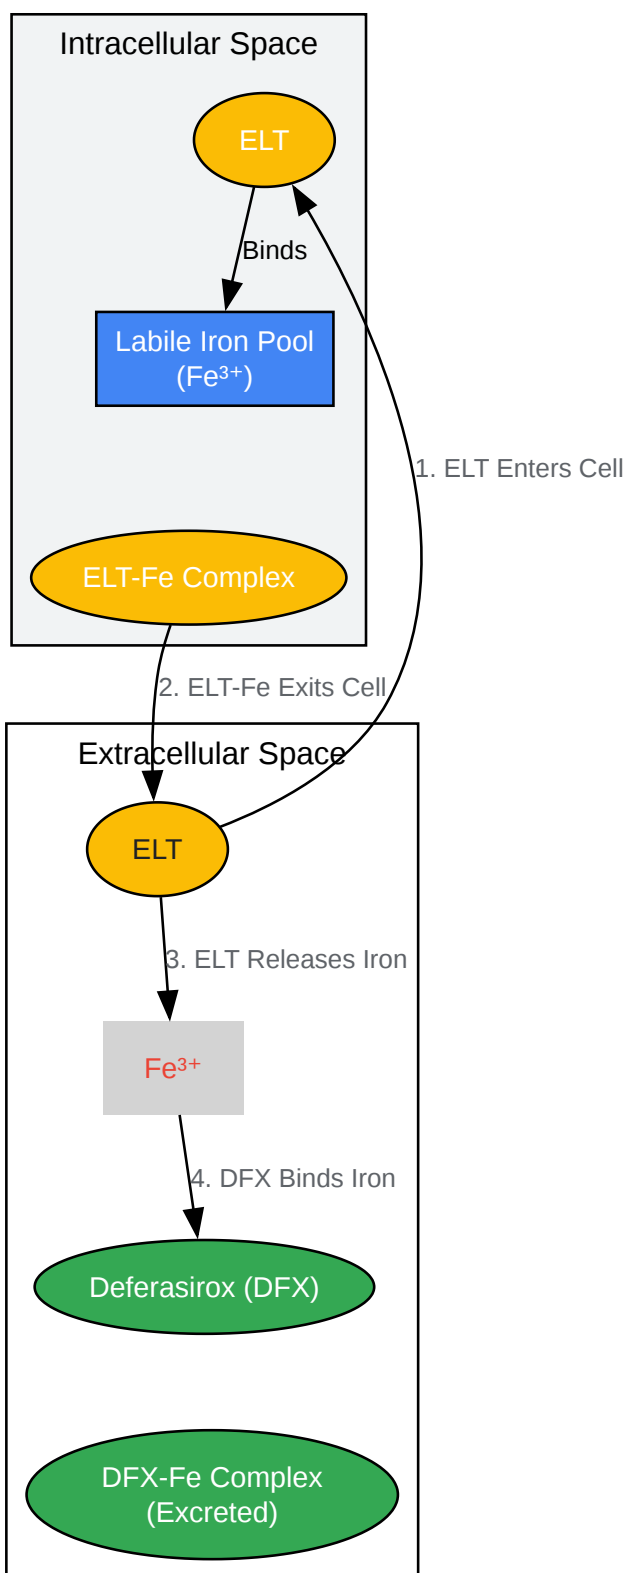 Intracellular Space
ELT
Binds
Labile Iron Pool
(Fe³⁺)
1. ELT Enters Cell
ELT-Fe Complex
2. ELT-Fe Exits Cell
Extracellular Space
ELT
3. ELT Releases Iron
Fe³⁺
4. DFX Binds Iron
Deferasirox (DFX)
DFX-Fe Complex
(Excreted)